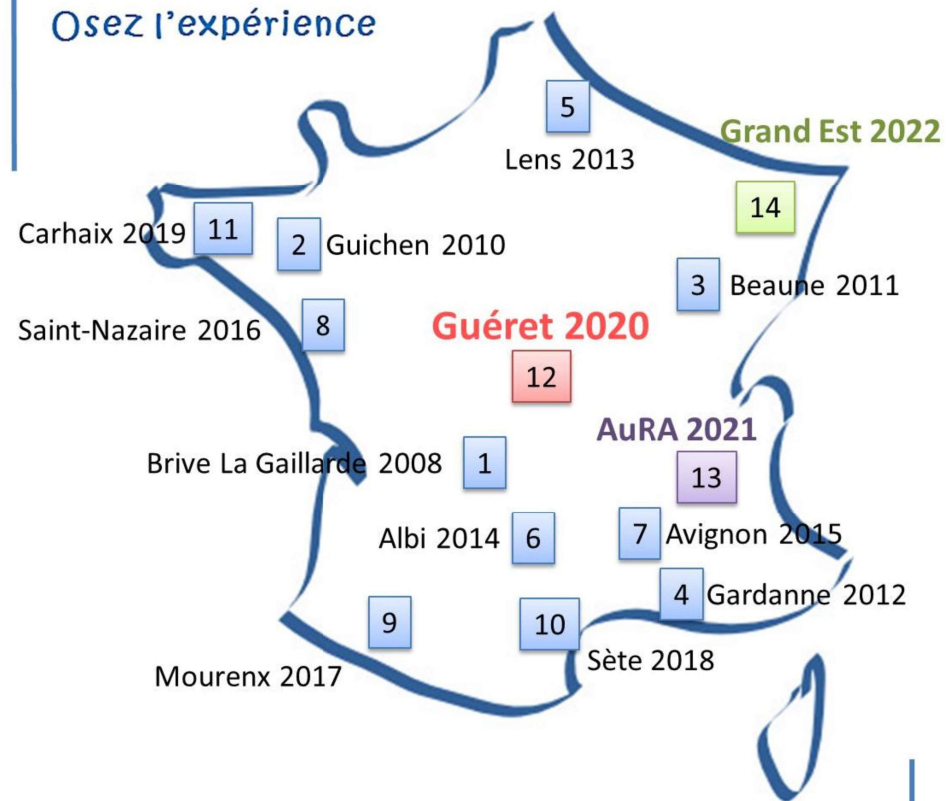 Osez l'expérience
5
Lens 2013
Grand Est 2022
14
Carhaix 2019 11
2 Guichen 2010
3 Beaune 2011
Saint-Nazaire 2016 8
Guéret 2020
12
AuRA 2021
13
Brive La Gaillarde 2008 1
Albi 2014 6
7 Avignon 2015
4 Gardanne 2012
9
Mourenx 2017
10
Sète 2018